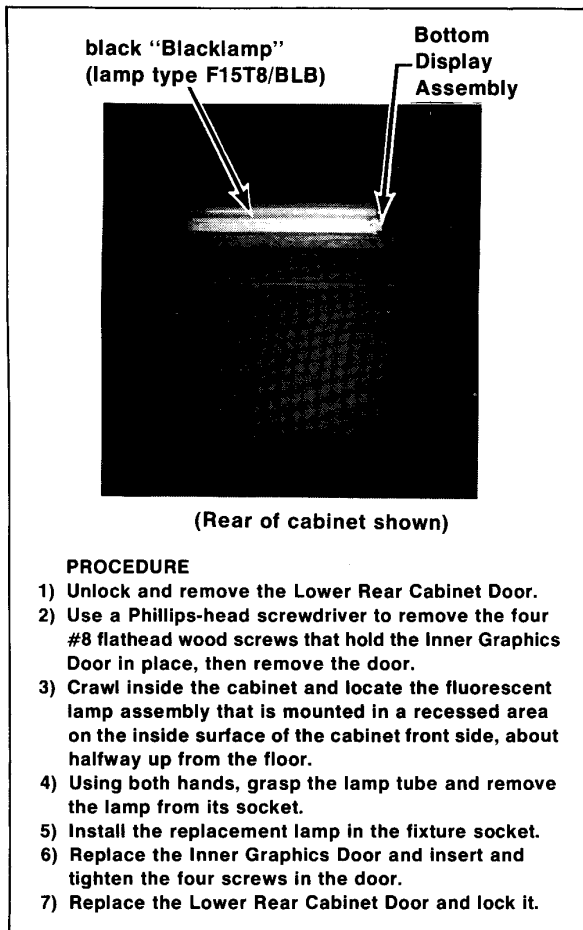 black “Blacklamp”
(lamp type F15T8/BLB)
Bottom
Display
Assembly
(Rear of cabinet shown)
PROCEDURE
1) Unlock and remove the Lower Rear Cabinet Door.
2) Use a Phillips-head screwdriver to remove the four
#8 flathead wood screws that hold the Inner Graphics
Door in place, then remove the door.
3) Crawl inside the cabinet and locate the fluorescent
lamp assembly that is mounted in a recessed area
on the inside surface of the cabinet front side, about
halfway up from the floor.
4) Using both hands, grasp the lamp tube and remove
the lamp from its socket.
5) Install the replacement lamp in the fixture socket.
6) Replace the Inner Graphics Door and insert and
tighten the four screws in the door.
7) Replace the Lower Rear Cabinet Door and lock it.